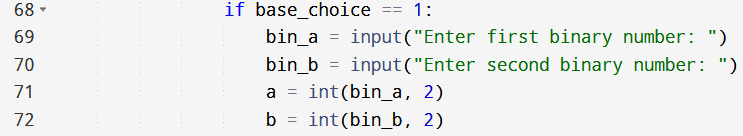 68 if base_choice == 1:
69 bin_a = input("Enter first binary number: ")
70 bin_b = input("Enter second binary number: ")
71 a = int(bin_a, 2)
72 b = int(bin_b, 2)